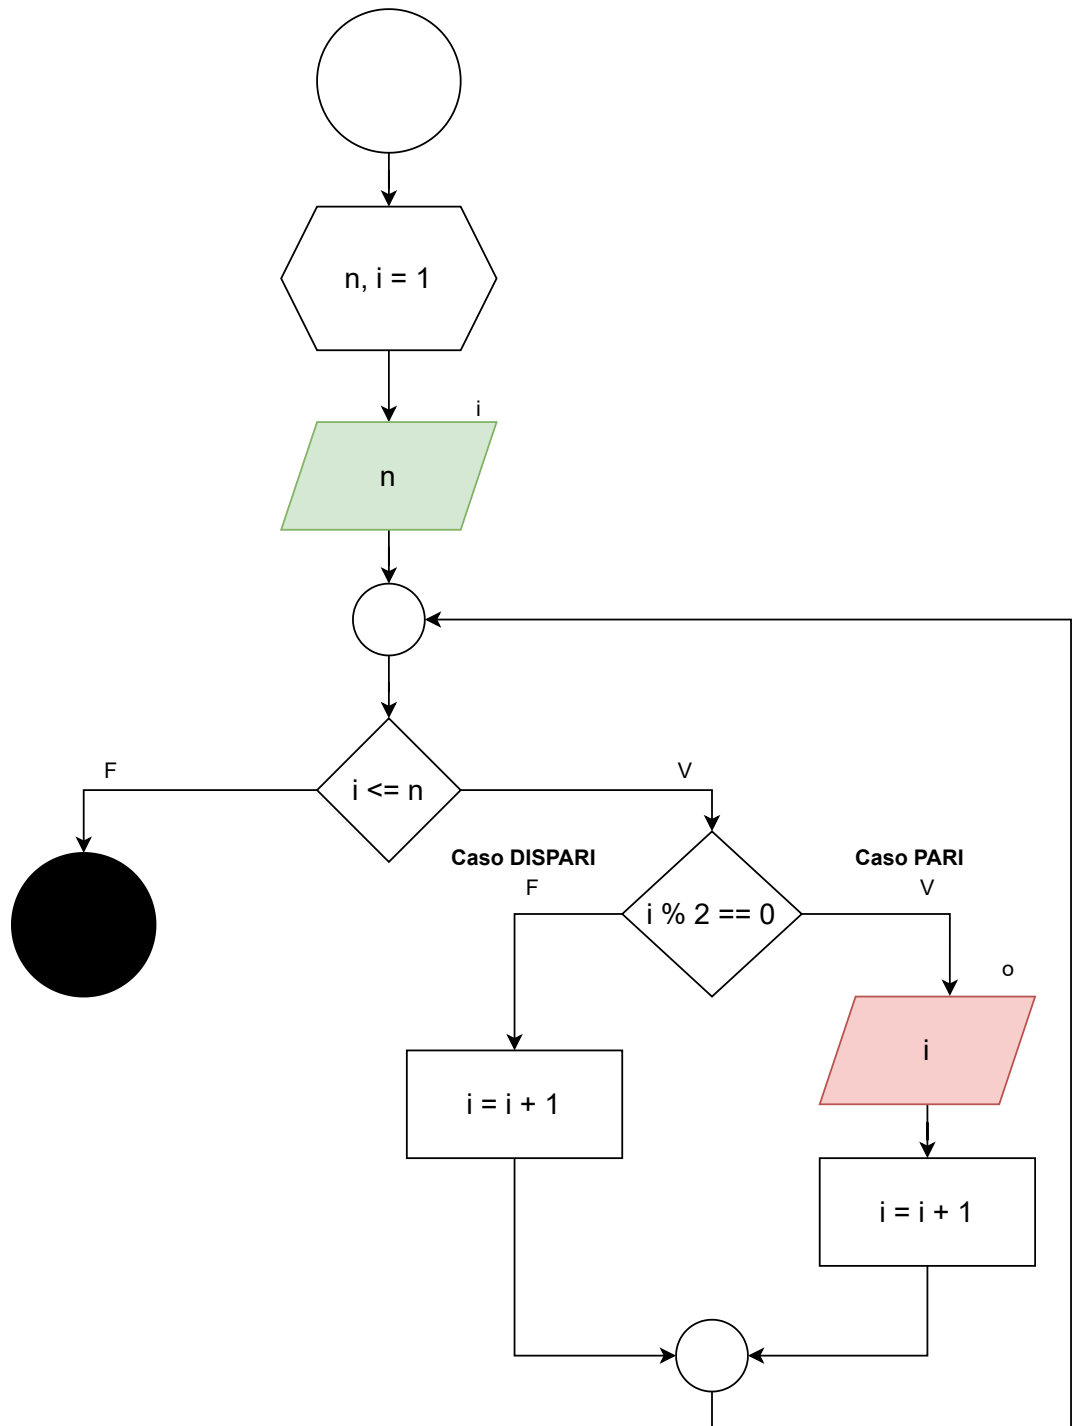 n, i = 1
i
n
i <= n
F
V
Caso DISPARI
F
Caso PARI
V
i % 2 == 0
o
i
i = i + 1
i = i + 1